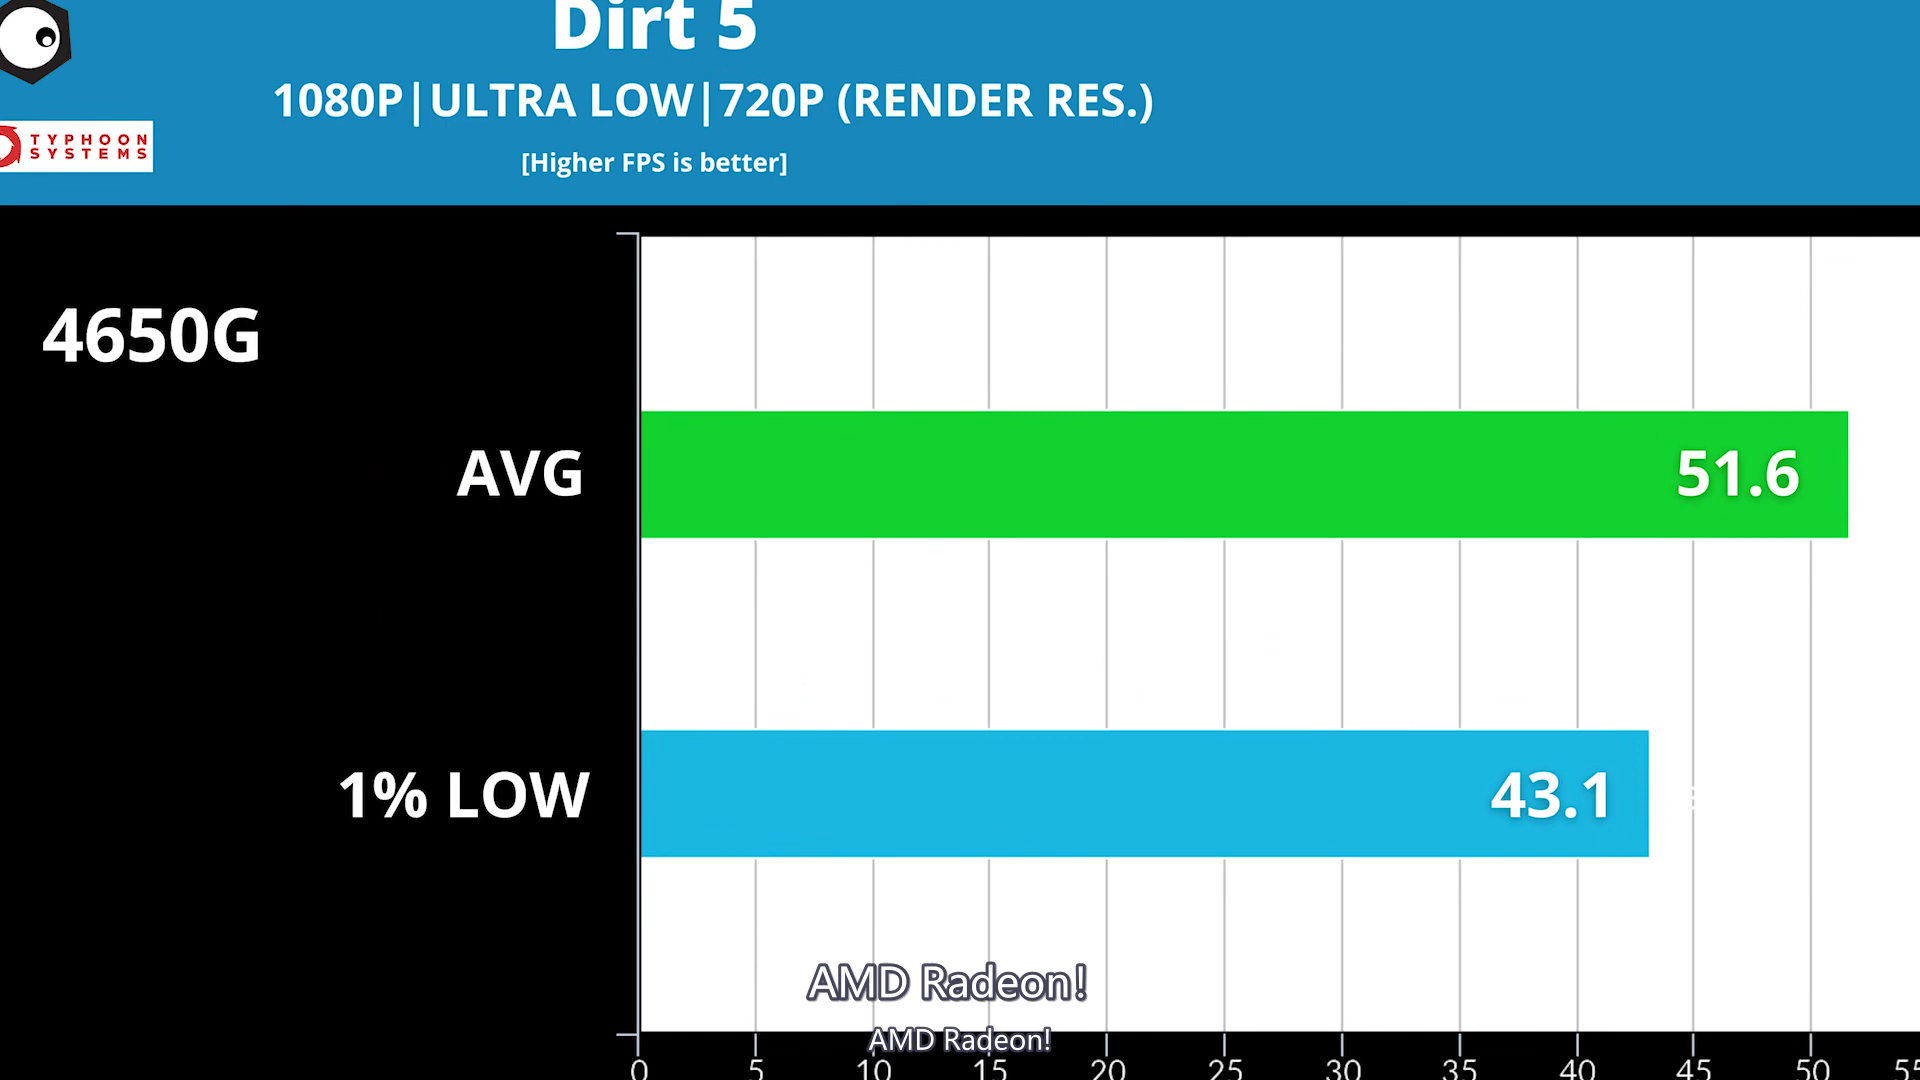 Dirt 5
1080P|ULTRA LOW|720P (RENDER RES.)
TYPHOON
SYSTEMS
[Higher FPS is better]
4650G
AVG
51.6
1% LOW
43.1
AMD Radeon!
AMD Radeon!
0 5 10 15 20 25 30 35 40 45 50 55